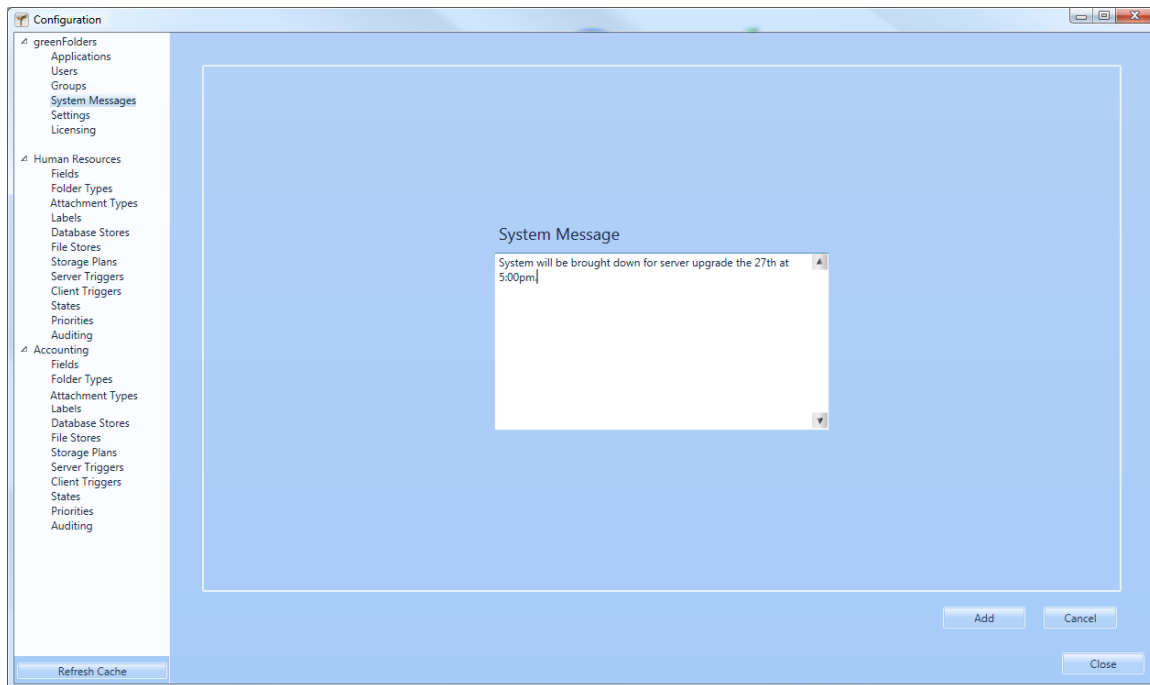 Configuration
greenFolders
Applications
Users
Groups
System Messages
Settings
Licensing
Human Resources
Fields
Folder Types
Attachment Types
Labels
Database Stores
File Stores
Storage Plans
Server Triggers
Client Triggers
States
Priorities
Auditing
Accounting
Fields
Folder Types
Attachment Types
Labels
Database Stores
File Stores
Storage Plans
Server Triggers
Client Triggers
States
Priorities
Auditing
Refresh Cache
System Message
System will be brought down for server upgrade the 27th at
5:00pm.
Add Cancel
Close